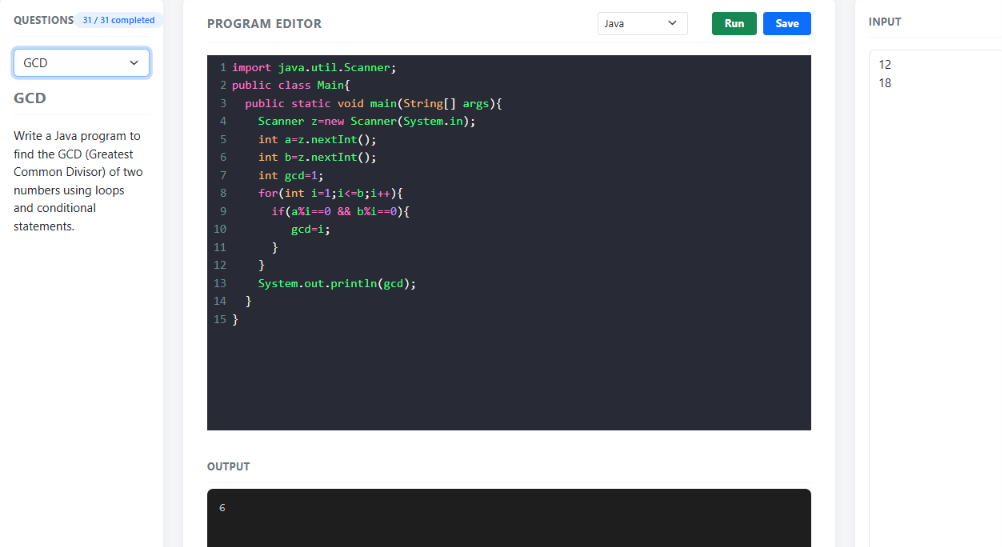 QUESTIONS 31 / 31 completed
GCD
GCD
Write a Java program to
find the GCD (Greatest
Common Divisor) of two
numbers using loops
and conditional
statements.
PROGRAM EDITOR
Java
Run
Save
1 import java.util.Scanner;
2 public class Main{
3   public static void main(String[] args){
4     Scanner z=new Scanner(System.in);
5     int a=z.nextInt();
6     int b=z.nextInt();
7     int gcd=1;
8     for(int i=1;i<=b;i++){
9       if(a%i==0 && b%i==0){
10          gcd=i;
11       }
12     }
13     System.out.println(gcd);
14   }
15 }
OUTPUT
6
INPUT
12
18